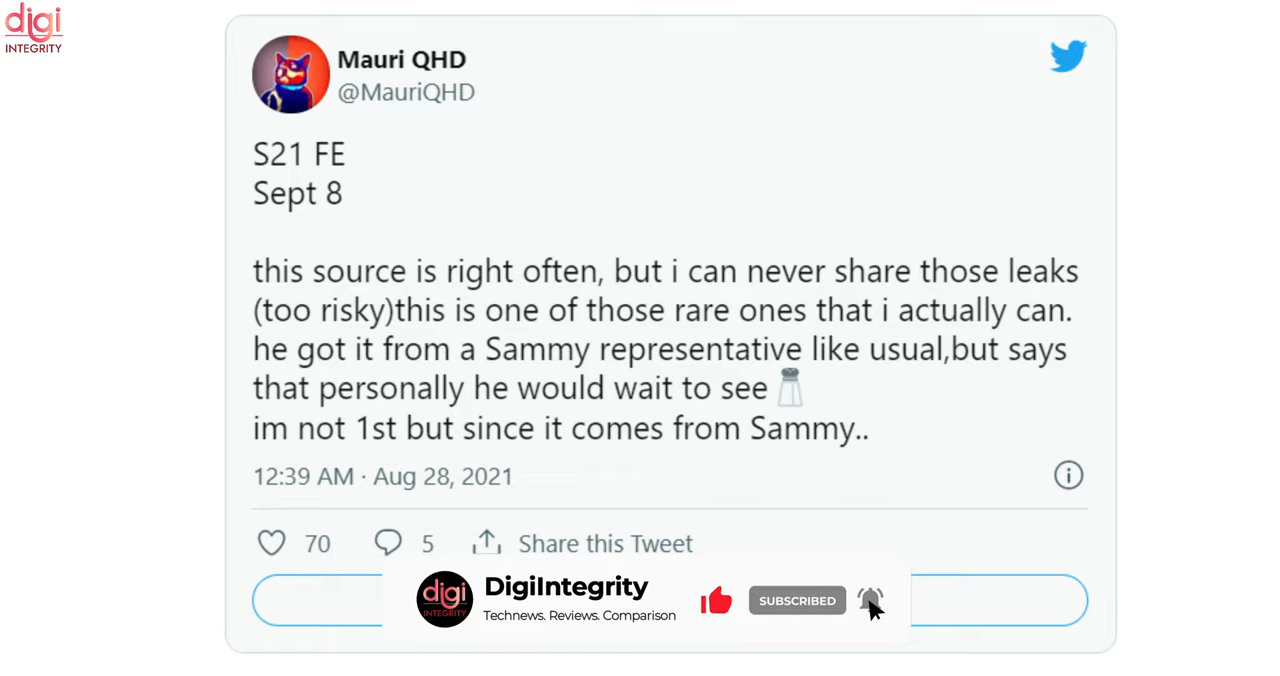 digi
INTEGRITY
Mauri QHD
@MauriQHD
S21 FE
Sept 8
this source is right often, but i can never share those leaks
(too risky)this is one of those rare ones that i actually can.
he got it from a Sammy representative like usual,but says
that personally he would wait to see
im not 1st but since it comes from Sammy..
12:39 AM · Aug 28, 2021
70 5 Share this Tweet
digi
INTEGRITY
DigiIntegrity
Technews. Reviews. Comparison
SUBSCRIBED